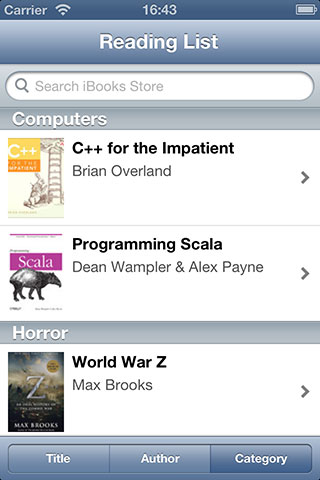 Carrier 16:43
Reading List
Search iBooks Store
Computers
C++
FOR THE
IMPATIENT
C++ for the Impatient
Brian Overland
Programming
Scala
Programming Scala
Dean Wampler & Alex Payne
Horror
Z
MAX BROOKS
World War Z
Max Brooks
Title Author Category